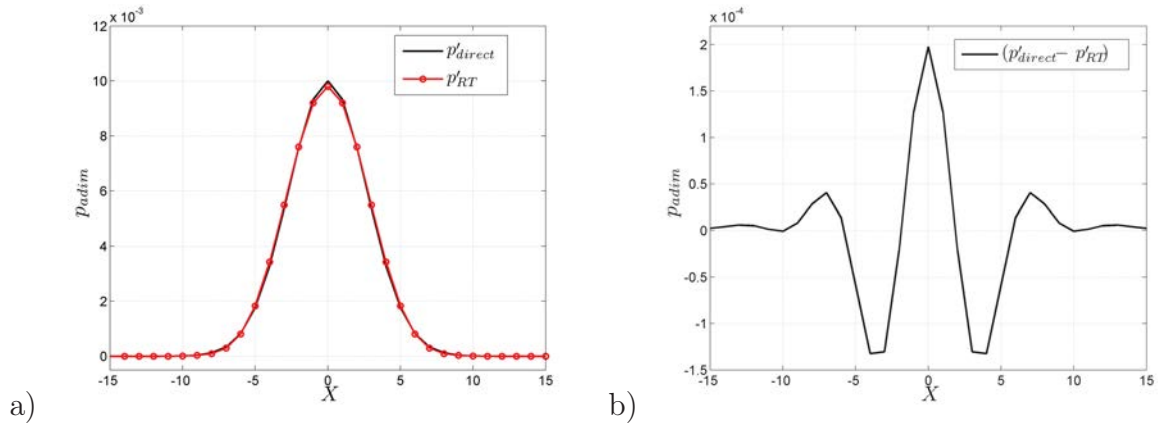 x 10⁻³
12
10
8
6
4
2
0
p_adim
-15 -10 -5 0 5 10 15
X
p′_direct
p′_RT
a)
x 10⁻⁴
2
1.5
1
0.5
0
-0.5
-1
-1.5
p_adim
-15 -10 -5 0 5 10 15
X
(p′_direct − p′_RT)
b)